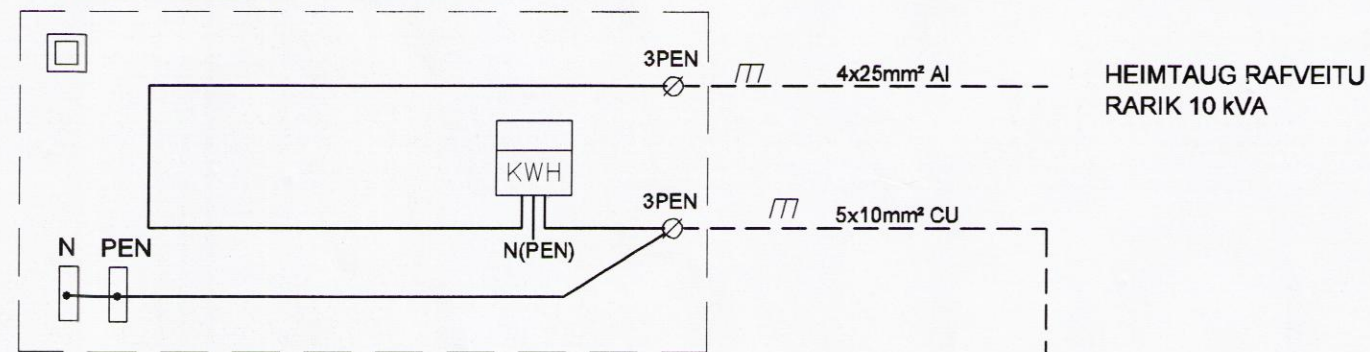 3PEN
4x25mm² Al
HEIMTAUG RAFVEITU
RARIK 10 kVA
KWH
3PEN
5x10mm² CU
N(PEN)
N PEN